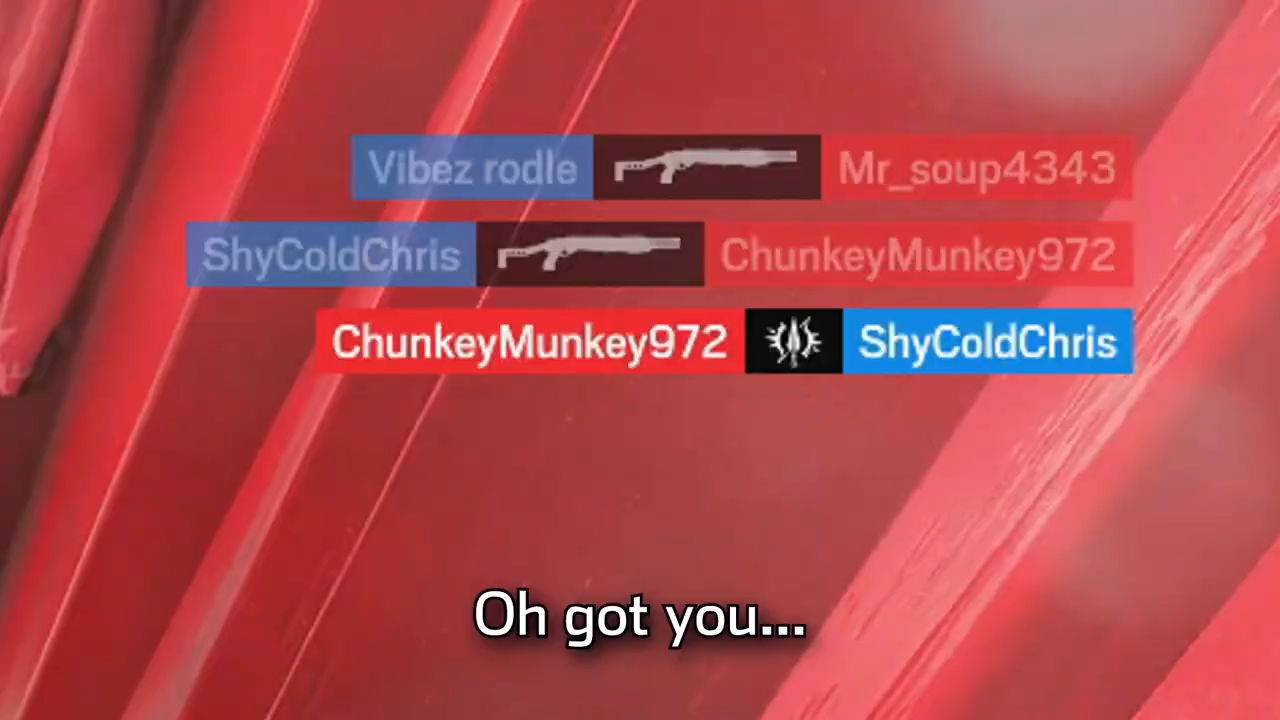 Vibez rodle Mr_soup4343
ShyColdChris ChunkeyMunkey972
ChunkeyMunkey972 ShyColdChris
Oh got you...